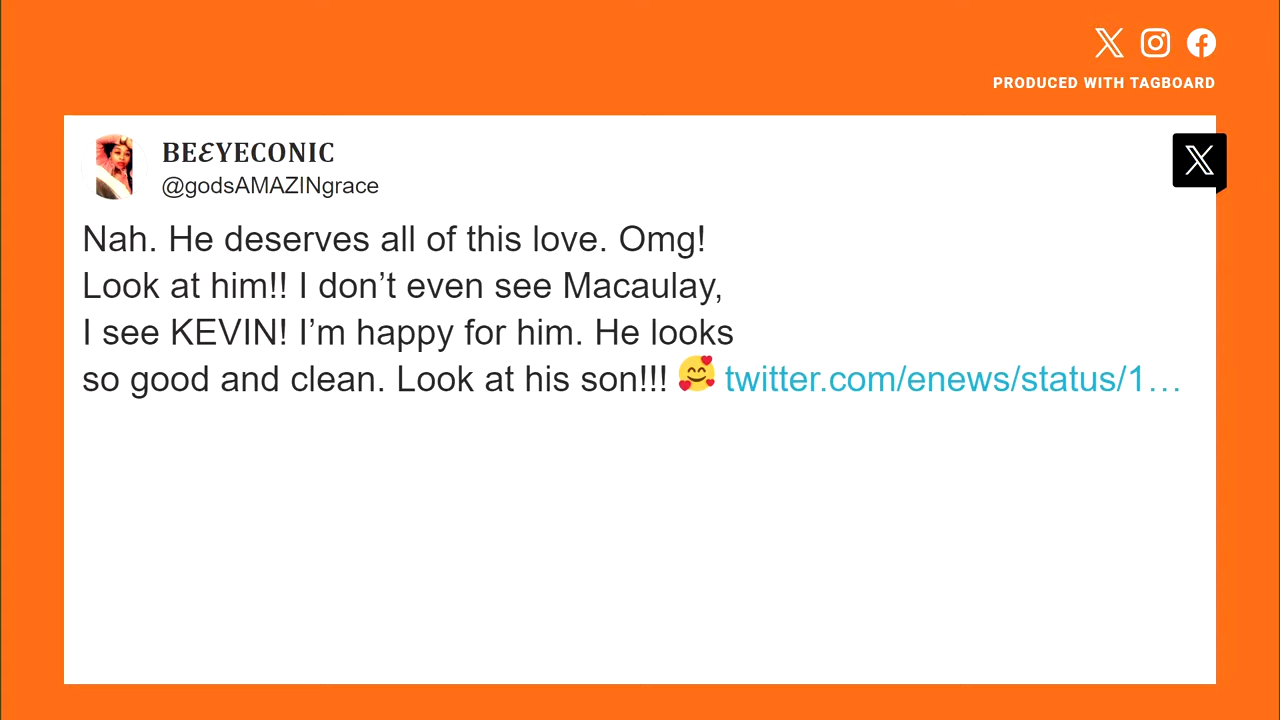 PRODUCED WITH TAGBOARD
BEƐYECONIC
@godsAMAZINgrace
Nah. He deserves all of this love. Omg!
Look at him!! I don’t even see Macaulay,
I see KEVIN! I’m happy for him. He looks
so good and clean. Look at his son!!! 🥰 twitter.com/enews/status/1…